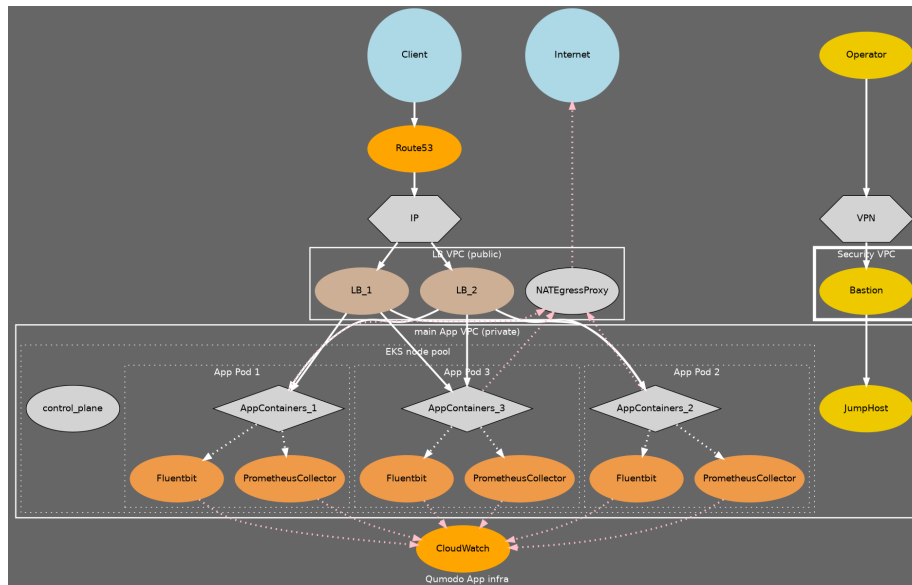 Client
Internet
Operator
Route53
IP
VPN
LB VPC (public)
Security VPC
LB_1
LB_2
NATEgressProxy
Bastion
main App VPC (private)
EKS node pool
App Pod 1
App Pod 3
App Pod 2
control_plane
AppContainers_1
AppContainers_3
AppContainers_2
JumpHost
Fluentbit
PrometheusCollector
Fluentbit
PrometheusCollector
Fluentbit
PrometheusCollector
CloudWatch
Qumodo App infra